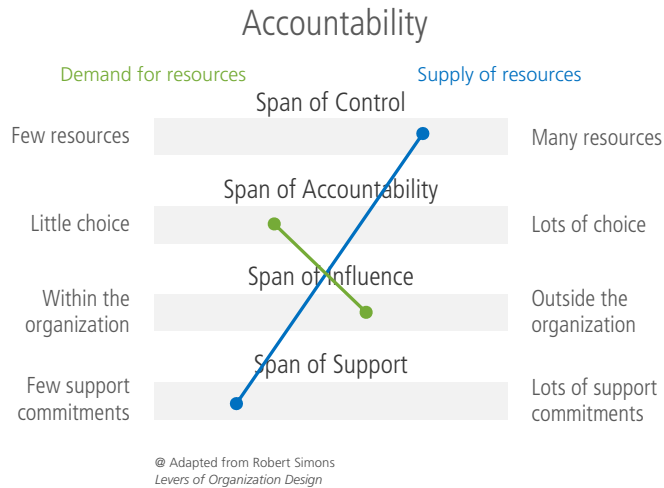 Accountability
Demand for resources
Supply of resources
Span of Control
Few resources
Many resources
Span of Accountability
Little choice
Lots of choice
Span of Influence
Within the
organization
Outside the
organization
Span of Support
Few support
commitments
Lots of support
commitments
@ Adapted from Robert Simons
Levers of Organization Design